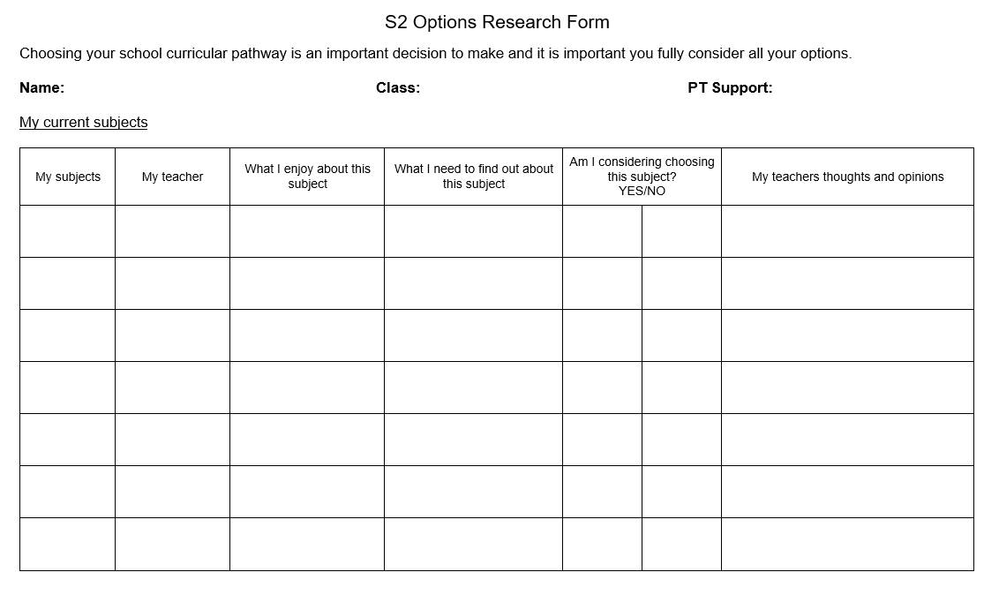 S2 Options Research Form
Choosing your school curricular pathway is an important decision to make and it is important you fully consider all your options.
Name: Class: PT Support:
My current subjects
My subjects
My teacher
What I enjoy about this
subject
What I need to find out about
this subject
Am I considering choosing
this subject?
YES/NO
My teachers thoughts and opinions